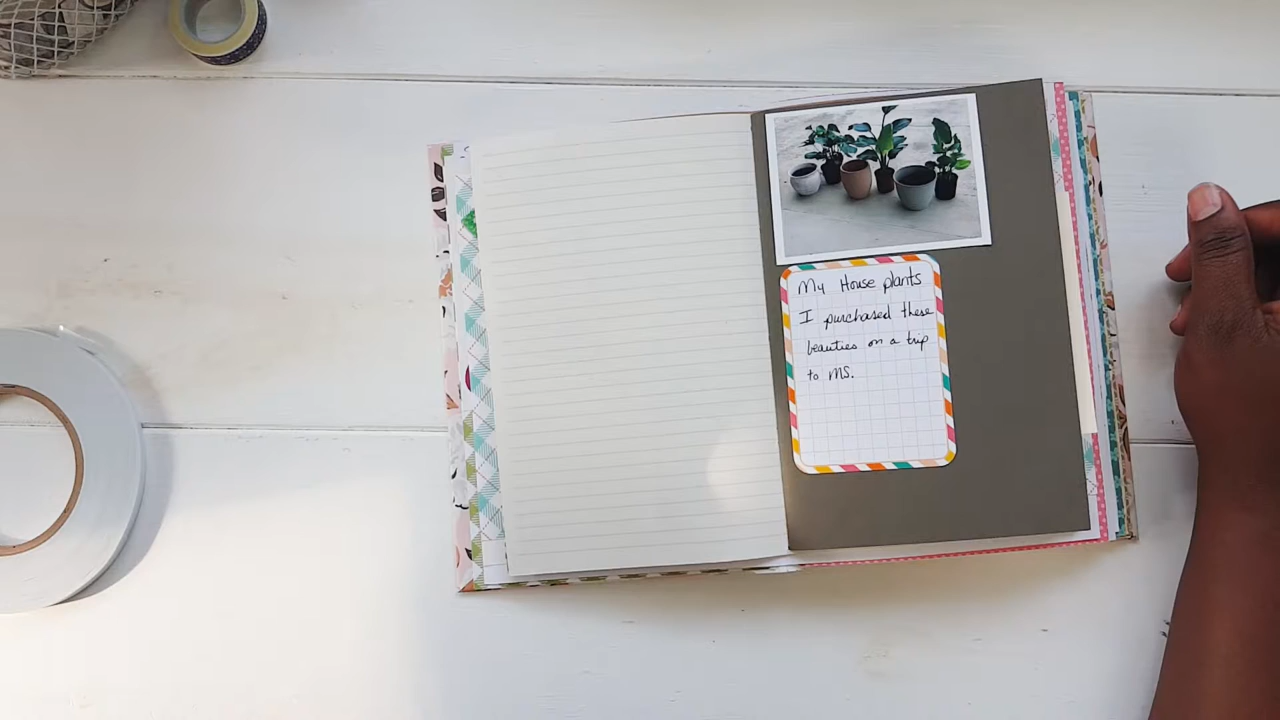 My House plants
I purchased these
beauties on a trip
to MS.